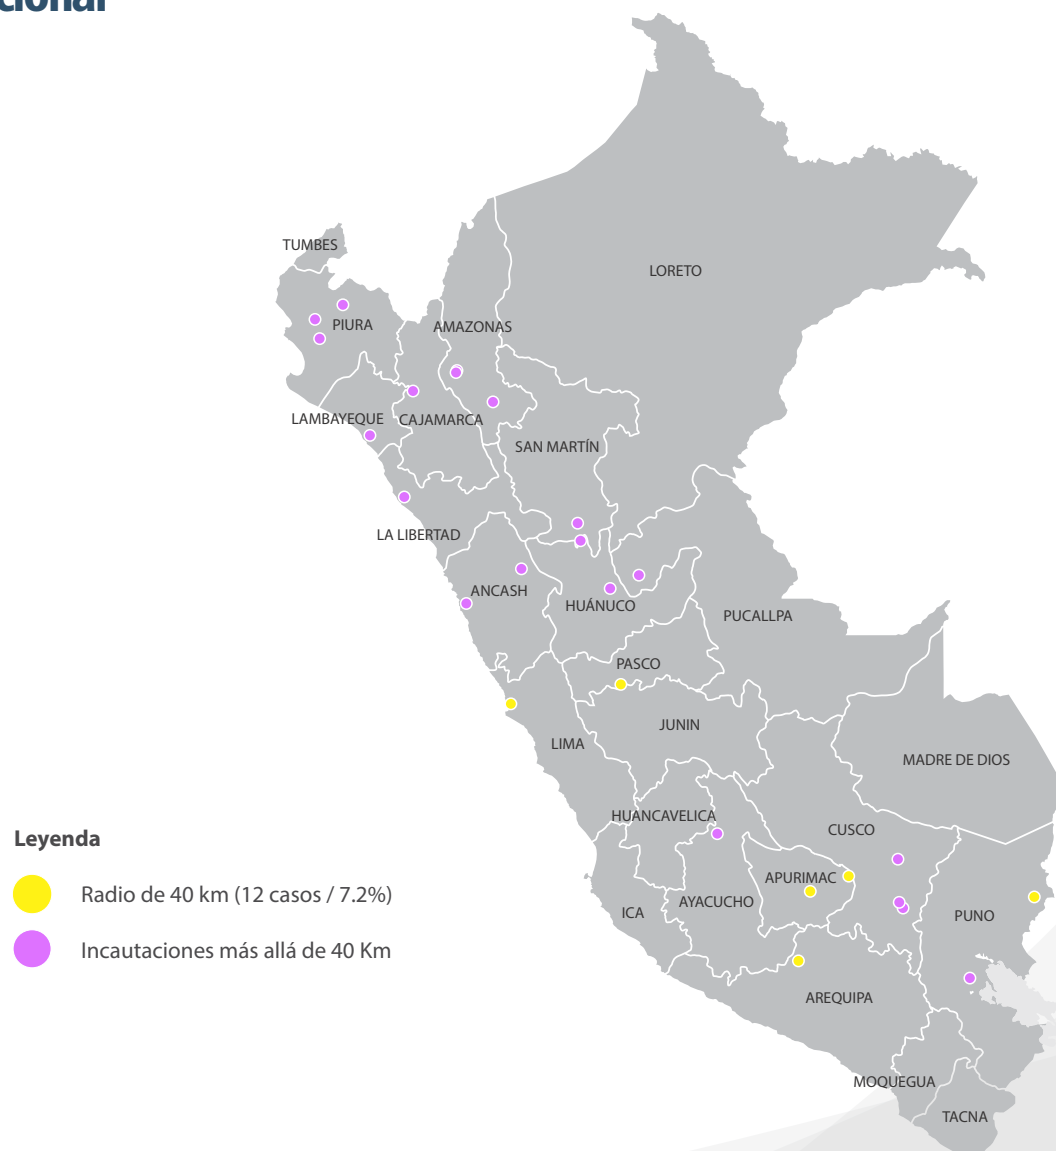 cional
TUMBES
LORETO
PIURA
AMAZONAS
LAMBAYEQUE
CAJAMARCA
SAN MARTÍN
LA LIBERTAD
ANCASH
HUÁNUCO
PUCALLPA
PASCO
JUNIN
LIMA
MADRE DE DIOS
HUANCAVELICA
CUSCO
APURIMAC
AYACUCHO
ICA
PUNO
AREQUIPA
MOQUEGUA
TACNA
Leyenda
Radio de 40 km (12 casos / 7.2%)
Incautaciones más allá de 40 Km